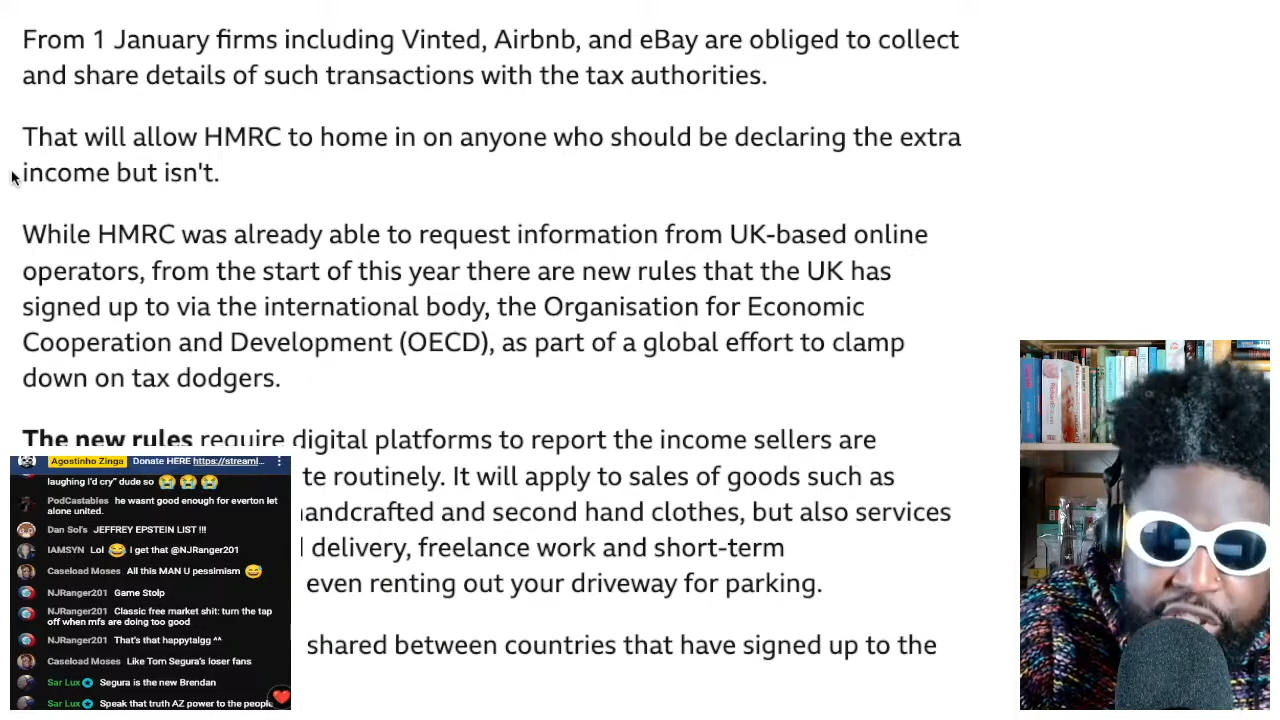 From 1 January firms including Vinted, Airbnb, and eBay are obliged to collect
and share details of such transactions with the tax authorities.
That will allow HMRC to home in on anyone who should be declaring the extra
income but isn't.
While HMRC was already able to request information from UK-based online
operators, from the start of this year there are new rules that the UK has
signed up to via the international body, the Organisation for Economic
Cooperation and Development (OECD), as part of a global effort to clamp
down on tax dodgers.
The new rules require digital platforms to report the income sellers are
te routinely. It will apply to sales of goods such as
handcrafted and second hand clothes, but also services
l delivery, freelance work and short-term
even renting out your driveway for parking.
shared between countries that have signed up to the
Agostinho Zinga Donate HERE https://streaml...
laughing I'd cry" dude so 😭😭😭
PodCastables he wasnt good enough for everton let
alone united.
Dan Sol's JEFFREY EPSTEIN LIST !!!
IAMSYN Lol 😅 I get that @NJRanger201
Caseload Moses All this MAN U pessimism 😅
NJRanger201 Game Stolp
NJRanger201 Classic free market shit: turn the tap
off when mfs are doing too good
NJRanger201 That's that happytalgg ^^
Caseload Moses Like Tom Segura's loser fans
Sar Lux Segura is the new Brendan
Sar Lux Speak that truth AZ power to the people